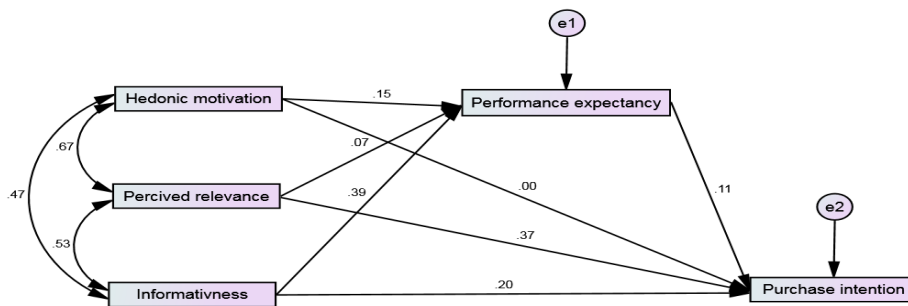 e1
Hedonic motivation
.15
Performance expectancy
.67
.07
.47
.39
.00
.11
Percived relevance
e2
.37
.53
.20
Informativness
Purchase intention